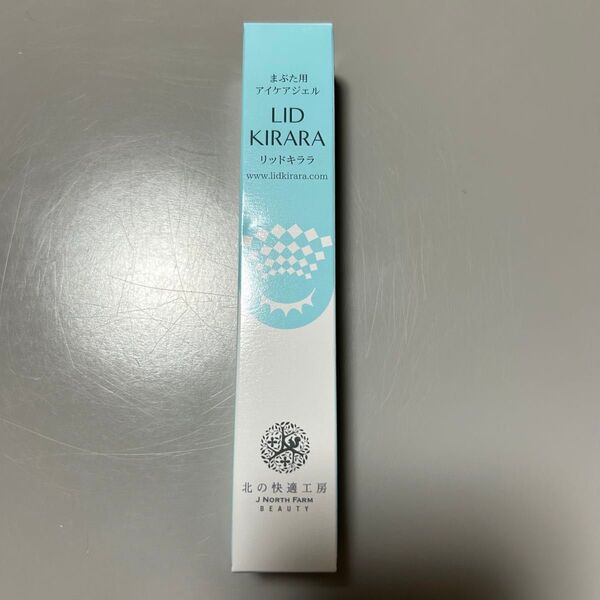 まぶた用
アイケアジェル
LID
KIRARA
リッドキララ
www.lidkirara.com
北の快適工房
J NORTH FARM
BEAUTY